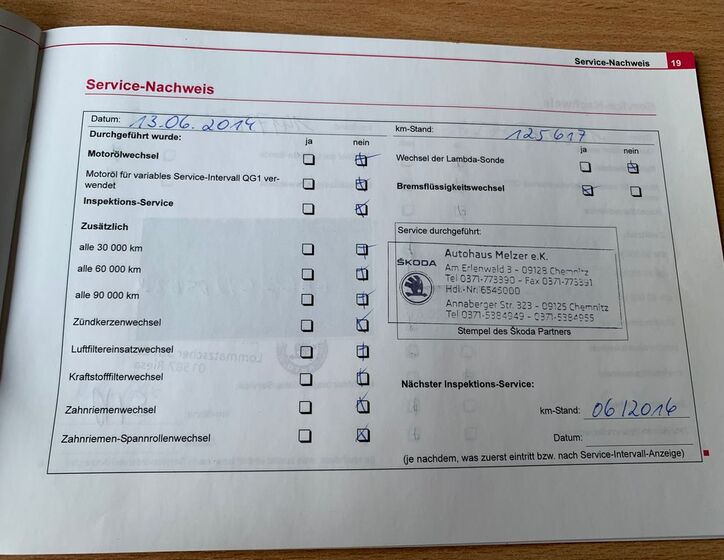 Service-Nachweis 19
Service-Nachweis
Datum: 13.06.2014
km-Stand: 125617
Durchgeführt wurde: ja nein
ja nein
Motorölwechsel
Wechsel der Lambda-Sonde
Motoröl für variables Service-Intervall QG1 ver-
wendet
Bremsflüssigkeitswechsel
Inspektions-Service
Zusätzlich
alle 30 000 km
alle 60 000 km
alle 90 000 km
Zündkerzenwechsel
Luftfiltereinsatzwechsel
Kraftstofffilterwechsel
Zahnriemenwechsel
Zahnriemen-Spannrollenwechsel
Service durchgeführt:
ŠKODA
Autohaus Melzer e.K.
Am Erlenwald 3 - 09128 Chemnitz
Tel 0371-773390 - Fax 0371-773391
Hdl.-Nr. 6545000
Annaberger Str. 323 - 09125 Chemnitz
Tel 0371-5384949 - 0371-5384955
Stempel des Škoda Partners
Nächster Inspektions-Service:
km-Stand: 06/2016
Datum:
(je nachdem, was zuerst eintritt bzw. nach Service-Intervall-Anzeige)